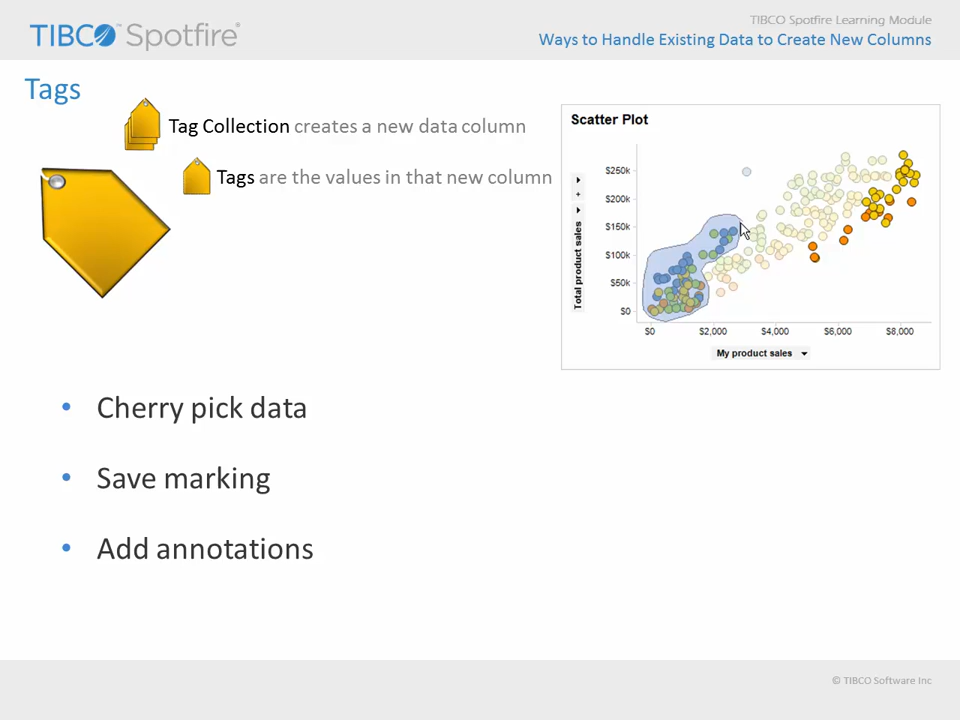 TIBCO Spotfire®
TIBCO Spotfire Learning Module
Ways to Handle Existing Data to Create New Columns
Tags
Tag Collection creates a new data column
Tags are the values in that new column
Scatter Plot
Total product sales
+
$250k
$200k
$150k
$100k
$50k
$0
$0 $2,000 $4,000 $6,000 $8,000
My product sales
• Cherry pick data
• Save marking
• Add annotations
© TIBCO Software Inc